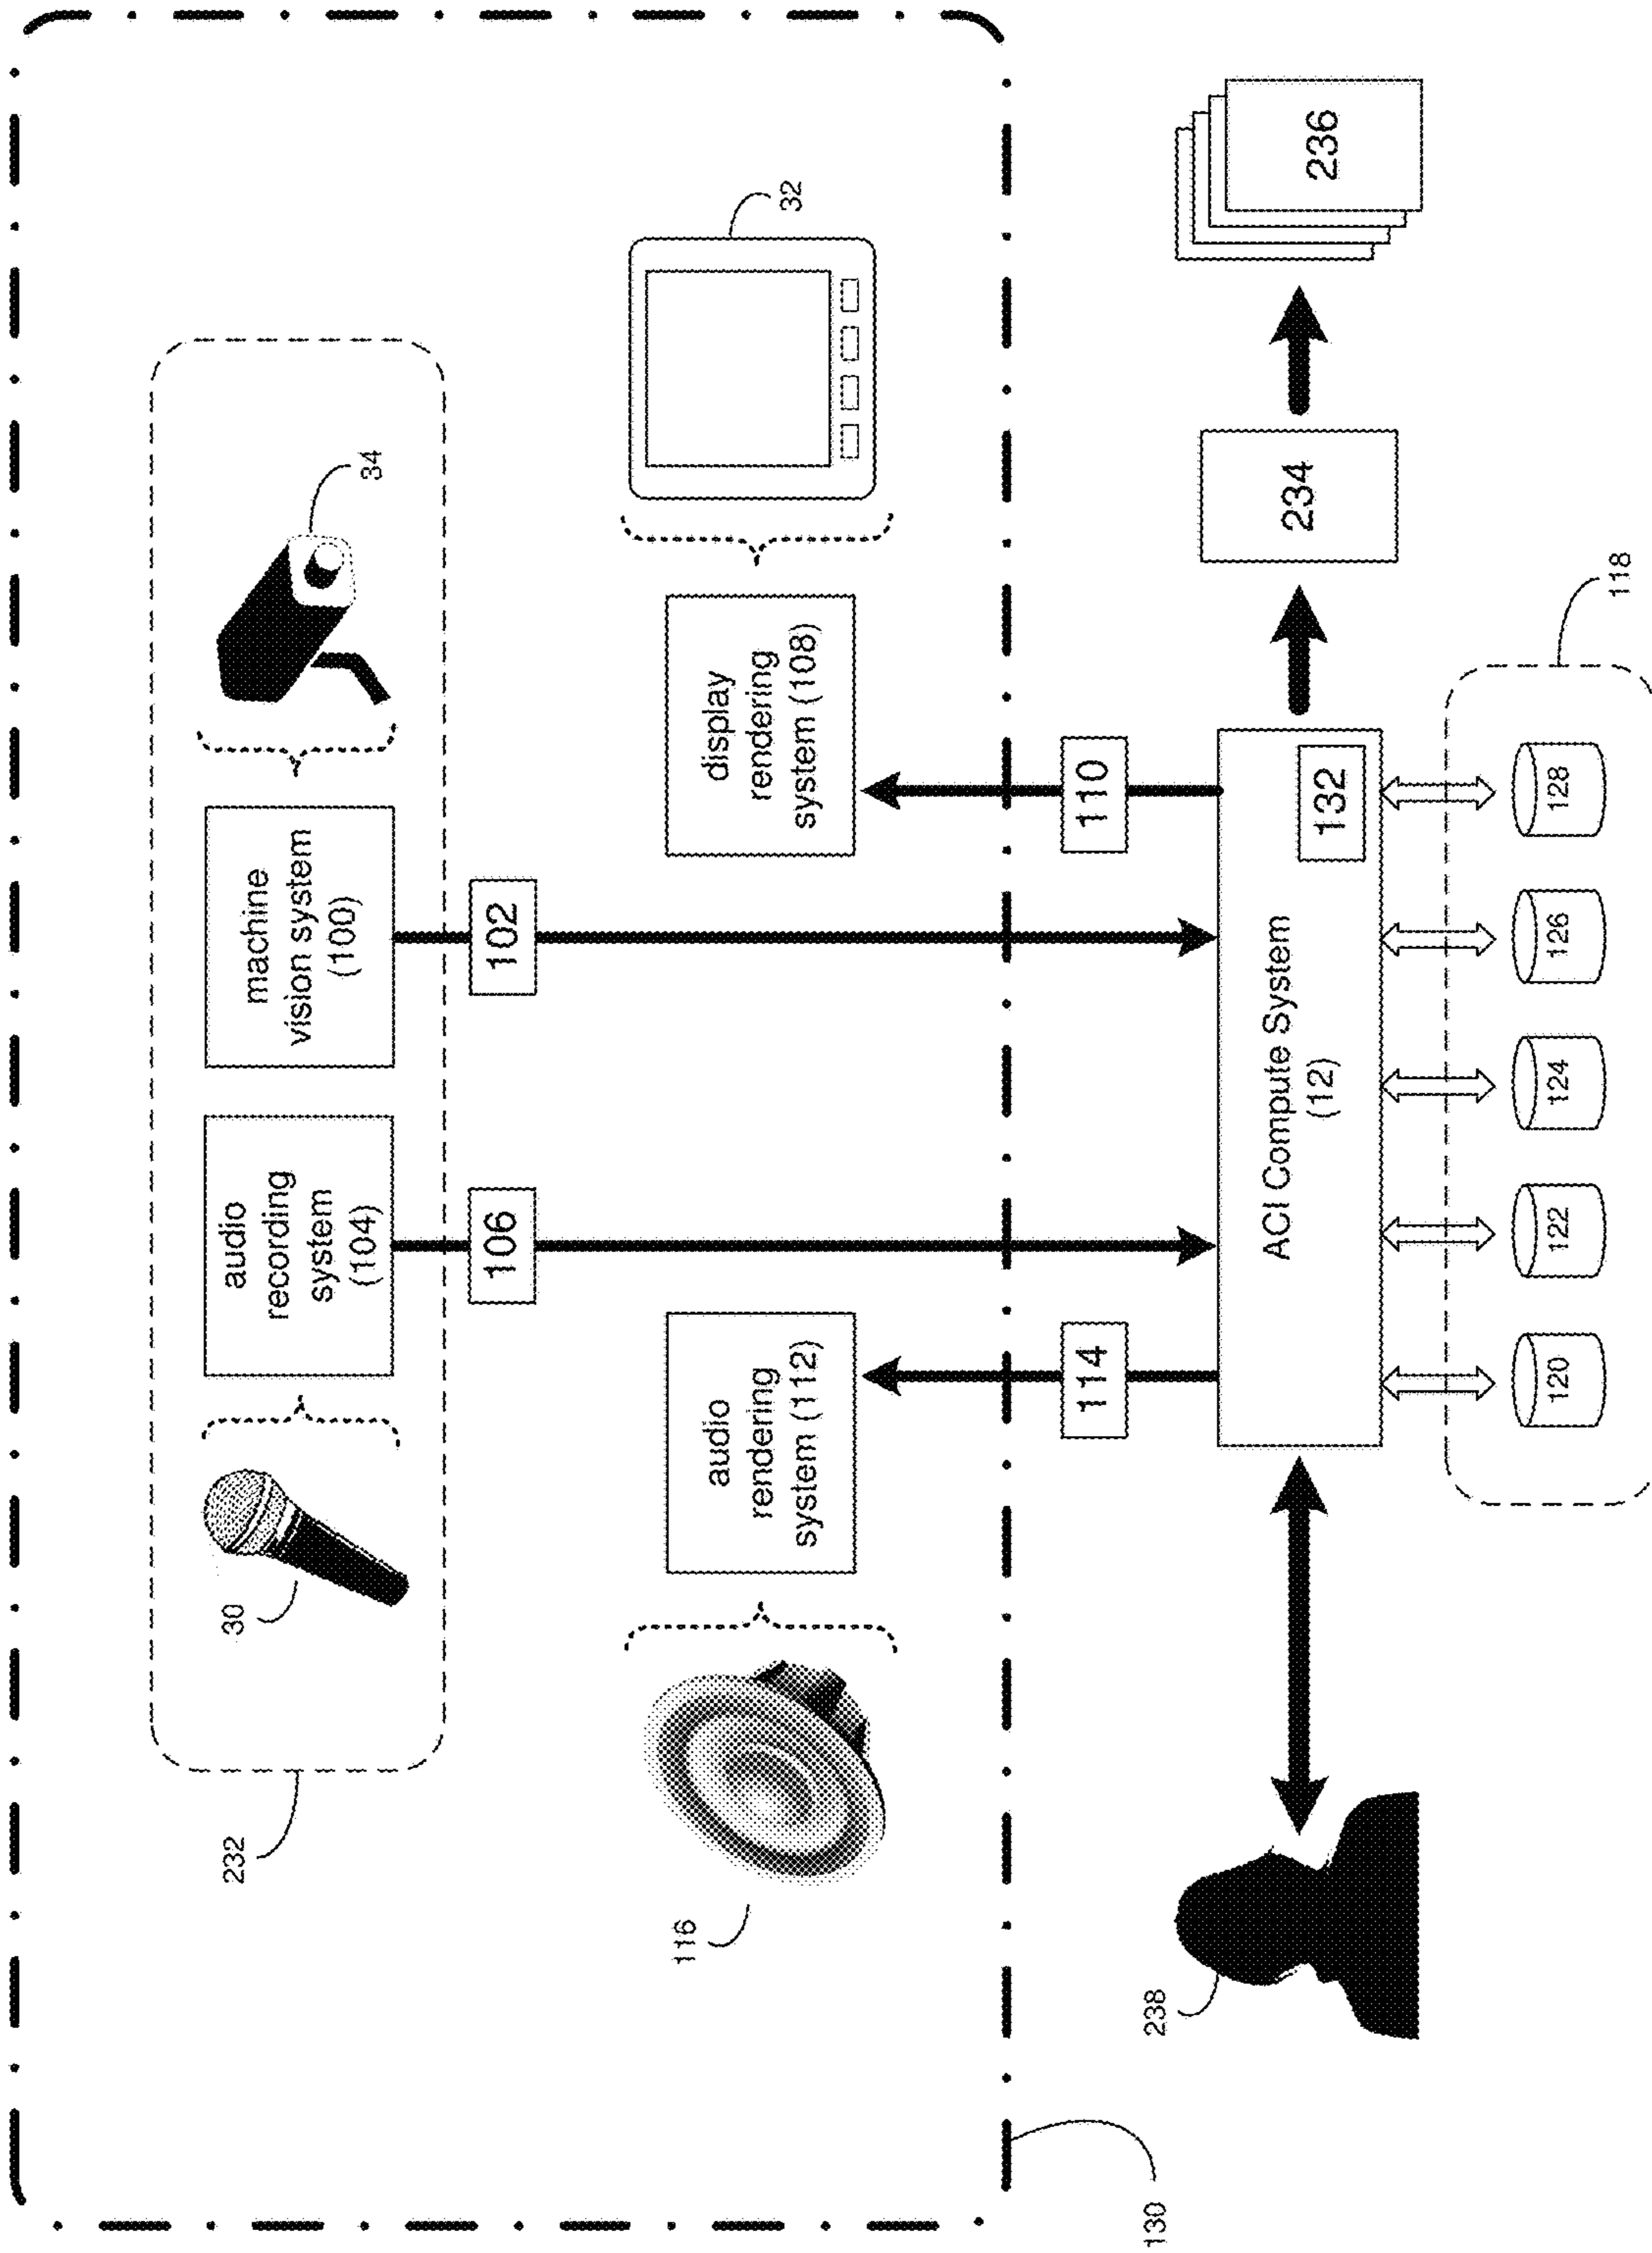 232
30
audio
recording
system
(104)
machine
vision system
(100)
34
106
102
116
audio
rendering
system (112)
display
rendering
system (108)
32
130
114
110
238
ACI Compute System
(12)
132
234
236
120
122
124
126
128
118